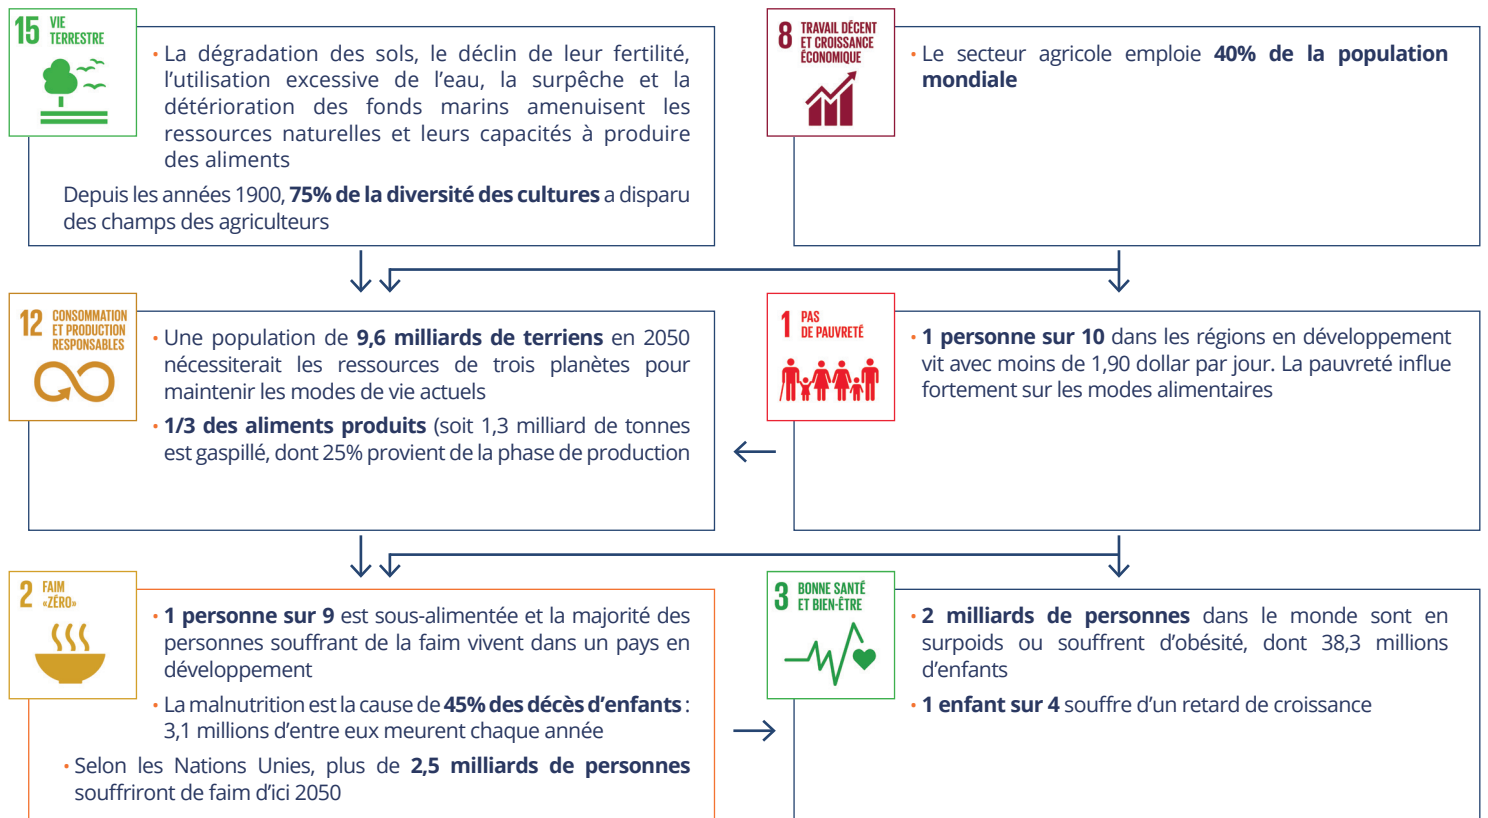 15 VIE
TERRESTRE
• La dégradation des sols, le déclin de leur fertilité,
l’utilisation excessive de l’eau, la surpêche et la
détérioration des fonds marins amenuisent les
ressources naturelles et leurs capacités à produire
des aliments
Depuis les années 1900, 75% de la diversité des cultures a disparu
des champs des agriculteurs
8 TRAVAIL DÉCENT
ET CROISSANCE
ÉCONOMIQUE
• Le secteur agricole emploie 40% de la population
mondiale
12 CONSOMMATION
ET PRODUCTION
RESPONSABLES
• Une population de 9,6 milliards de terriens en 2050
nécessiterait les ressources de trois planètes pour
maintenir les modes de vie actuels
• 1/3 des aliments produits (soit 1,3 milliard de tonnes
est gaspillé, dont 25% provient de la phase de production
1 PAS
DE PAUVRETÉ
• 1 personne sur 10 dans les régions en développement
vit avec moins de 1,90 dollar par jour. La pauvreté influe
fortement sur les modes alimentaires
2 FAIM
«ZÉRO»
• 1 personne sur 9 est sous-alimentée et la majorité des
personnes souffrant de la faim vivent dans un pays en
développement
• La malnutrition est la cause de 45% des décès d’enfants :
3,1 millions d’entre eux meurent chaque année
• Selon les Nations Unies, plus de 2,5 milliards de personnes
souffriront de faim d’ici 2050
3 BONNE SANTÉ
ET BIEN-ÊTRE
• 2 milliards de personnes dans le monde sont en
surpoids ou souffrent d’obésité, dont 38,3 millions
d’enfants
• 1 enfant sur 4 souffre d’un retard de croissance